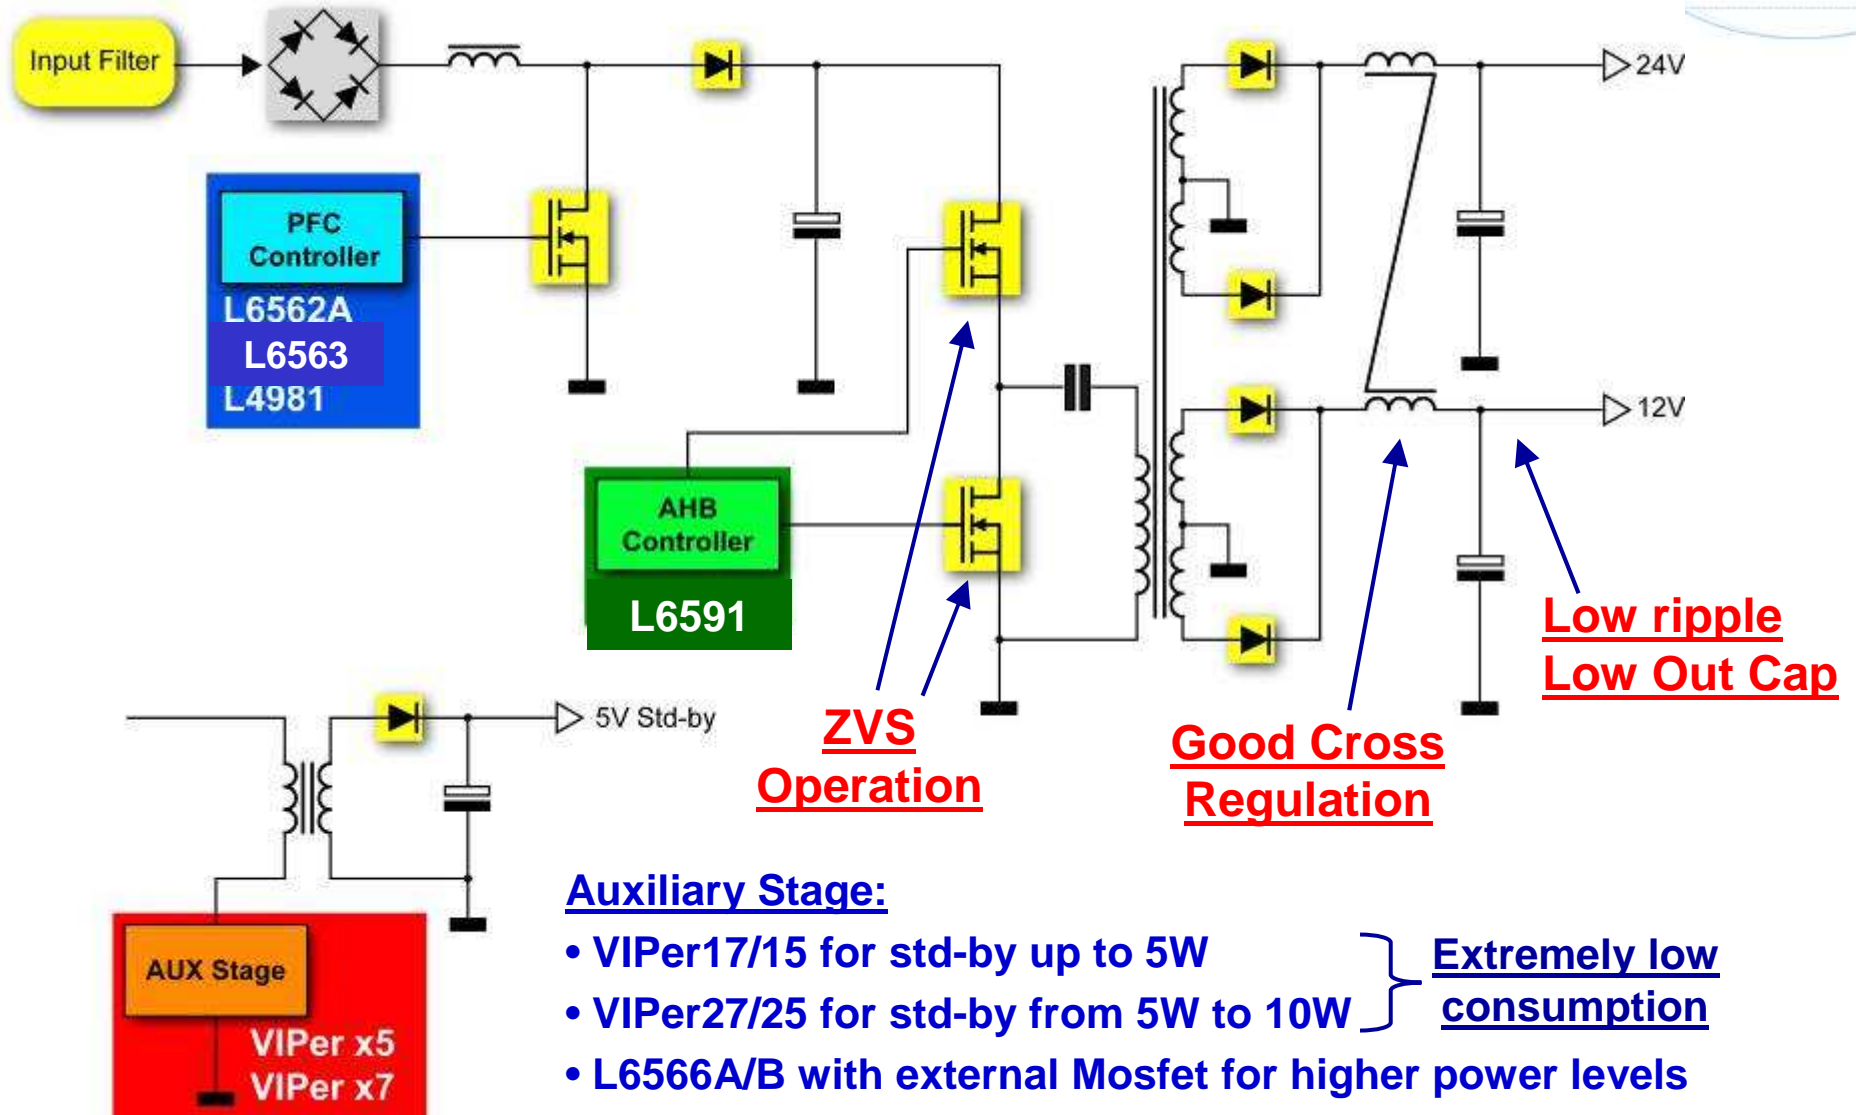 Input Filter
24V
PFC
Controller
L6562A
L6563
L4981
12V
AHB
Controller
L6591
Low ripple
Low Out Cap
5V Std-by
ZVS
Operation
Good Cross
Regulation
Auxiliary Stage:
• VIPer17/15 for std-by up to 5W
• VIPer27/25 for std-by from 5W to 10W
Extremely low
consumption
• L6566A/B with external Mosfet for higher power levels
AUX Stage
VIPer x5
VIPer x7